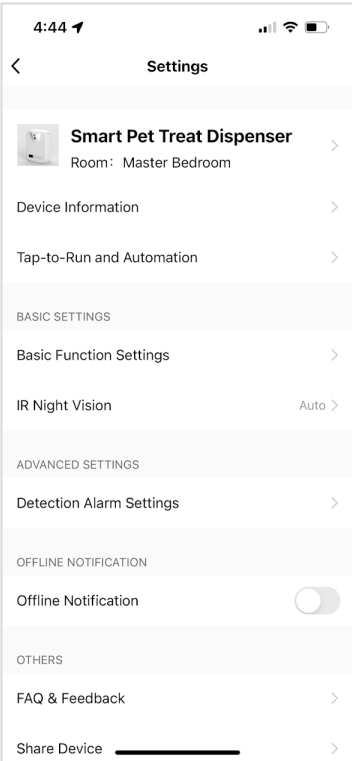 4:44
Settings
Smart Pet Treat Dispenser
Room: Master Bedroom
Device Information
Tap-to-Run and Automation
BASIC SETTINGS
Basic Function Settings
IR Night Vision Auto
ADVANCED SETTINGS
Detection Alarm Settings
OFFLINE NOTIFICATION
Offline Notification
OTHERS
FAQ & Feedback
Share Device